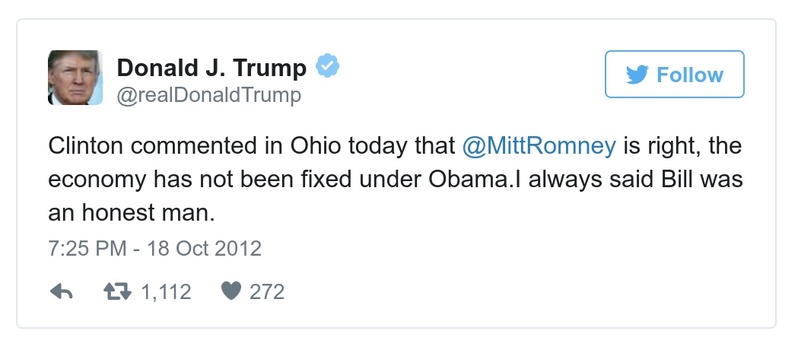 Donald J. Trump
@realDonaldTrump
Follow
Clinton commented in Ohio today that @MittRomney is right, the
economy has not been fixed under Obama.I always said Bill was
an honest man.
7:25 PM - 18 Oct 2012
1,112 272